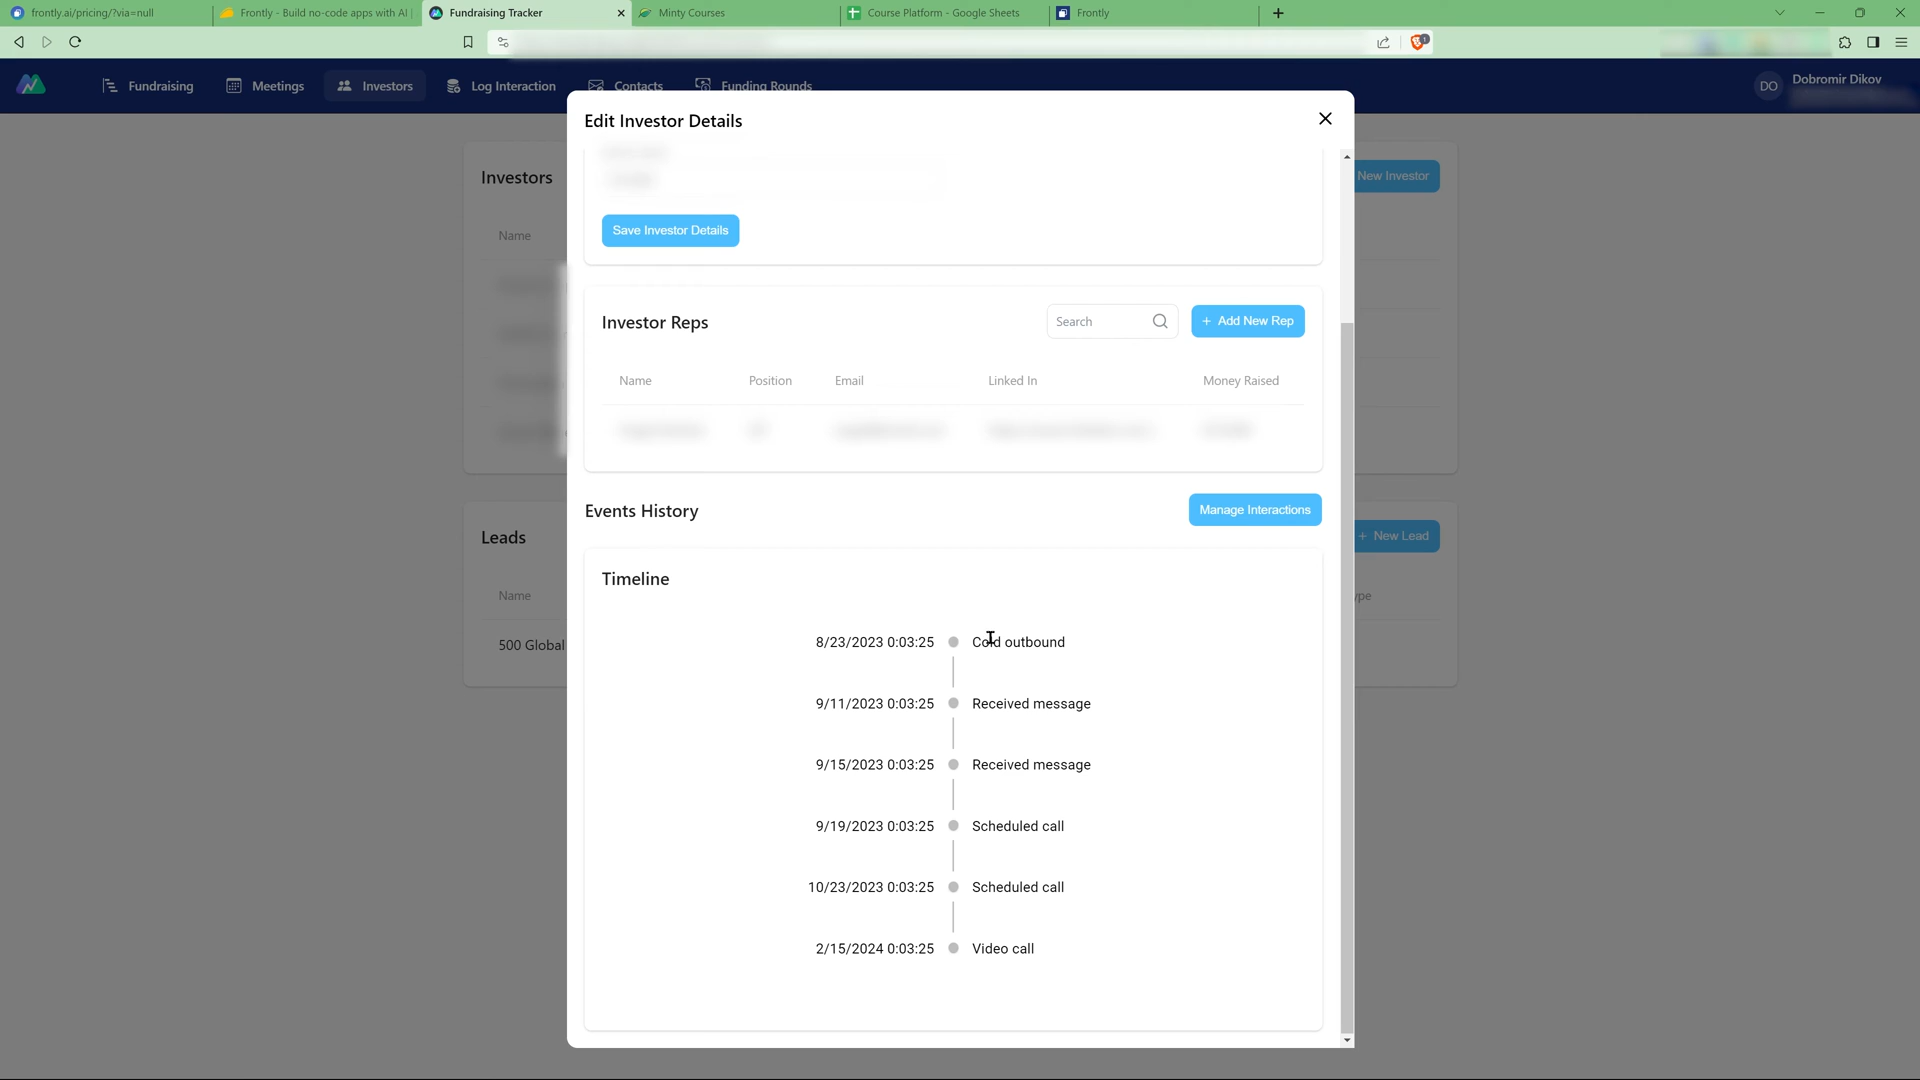 frontly.ai/pricing/?via=null
Frontly - Build no-code apps with AI |
Fundraising Tracker
Minty Courses
Course Platform - Google Sheets
Frontly
1
Fundraising
Meetings
Investors
Log Interaction
Contacts
Funding Rounds
DO
Dobromir Dikov
Edit Investor Details
Investors
New Investor
Name
Save Investor Details
Investor Reps
Search
+ Add New Rep
Name
Position
Email
Linked In
Money Raised
Events History
Manage Interactions
Leads
+ New Lead
Name
ype
500 Global
Timeline
8/23/2023 0:03:25 Cold outbound
9/11/2023 0:03:25 Received message
9/15/2023 0:03:25 Received message
9/19/2023 0:03:25 Scheduled call
10/23/2023 0:03:25 Scheduled call
2/15/2024 0:03:25 Video call